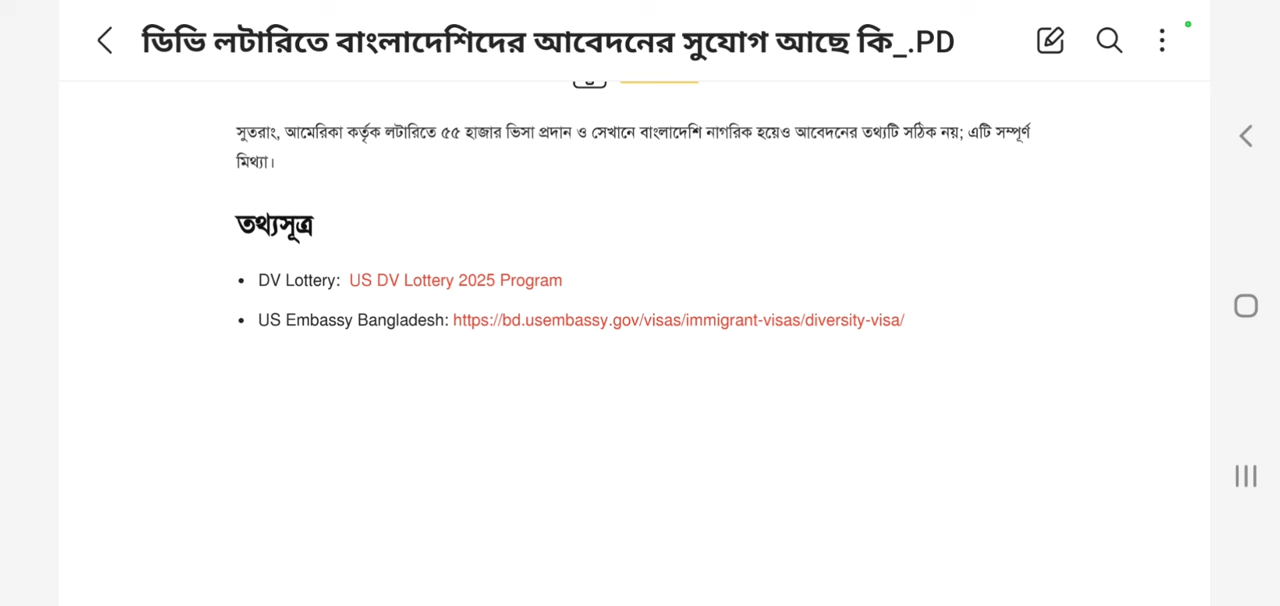 ডিভি লটারিতে বাংলাদেশিদের আবেদনের সুযোগ আছে কি_.PD
সুতরাং, আমেরিকা কর্তৃক লটারিতে ৫৫ হাজার ভিসা প্রদান ও সেখানে বাংলাদেশি নাগরিক হয়েও আবেদনের তথ্যটি সঠিক নয়; এটি সম্পূর্ণ
মিথ্যা।
তথ্যসূত্র
• DV Lottery: US DV Lottery 2025 Program
• US Embassy Bangladesh: https://bd.usembassy.gov/visas/immigrant-visas/diversity-visa/